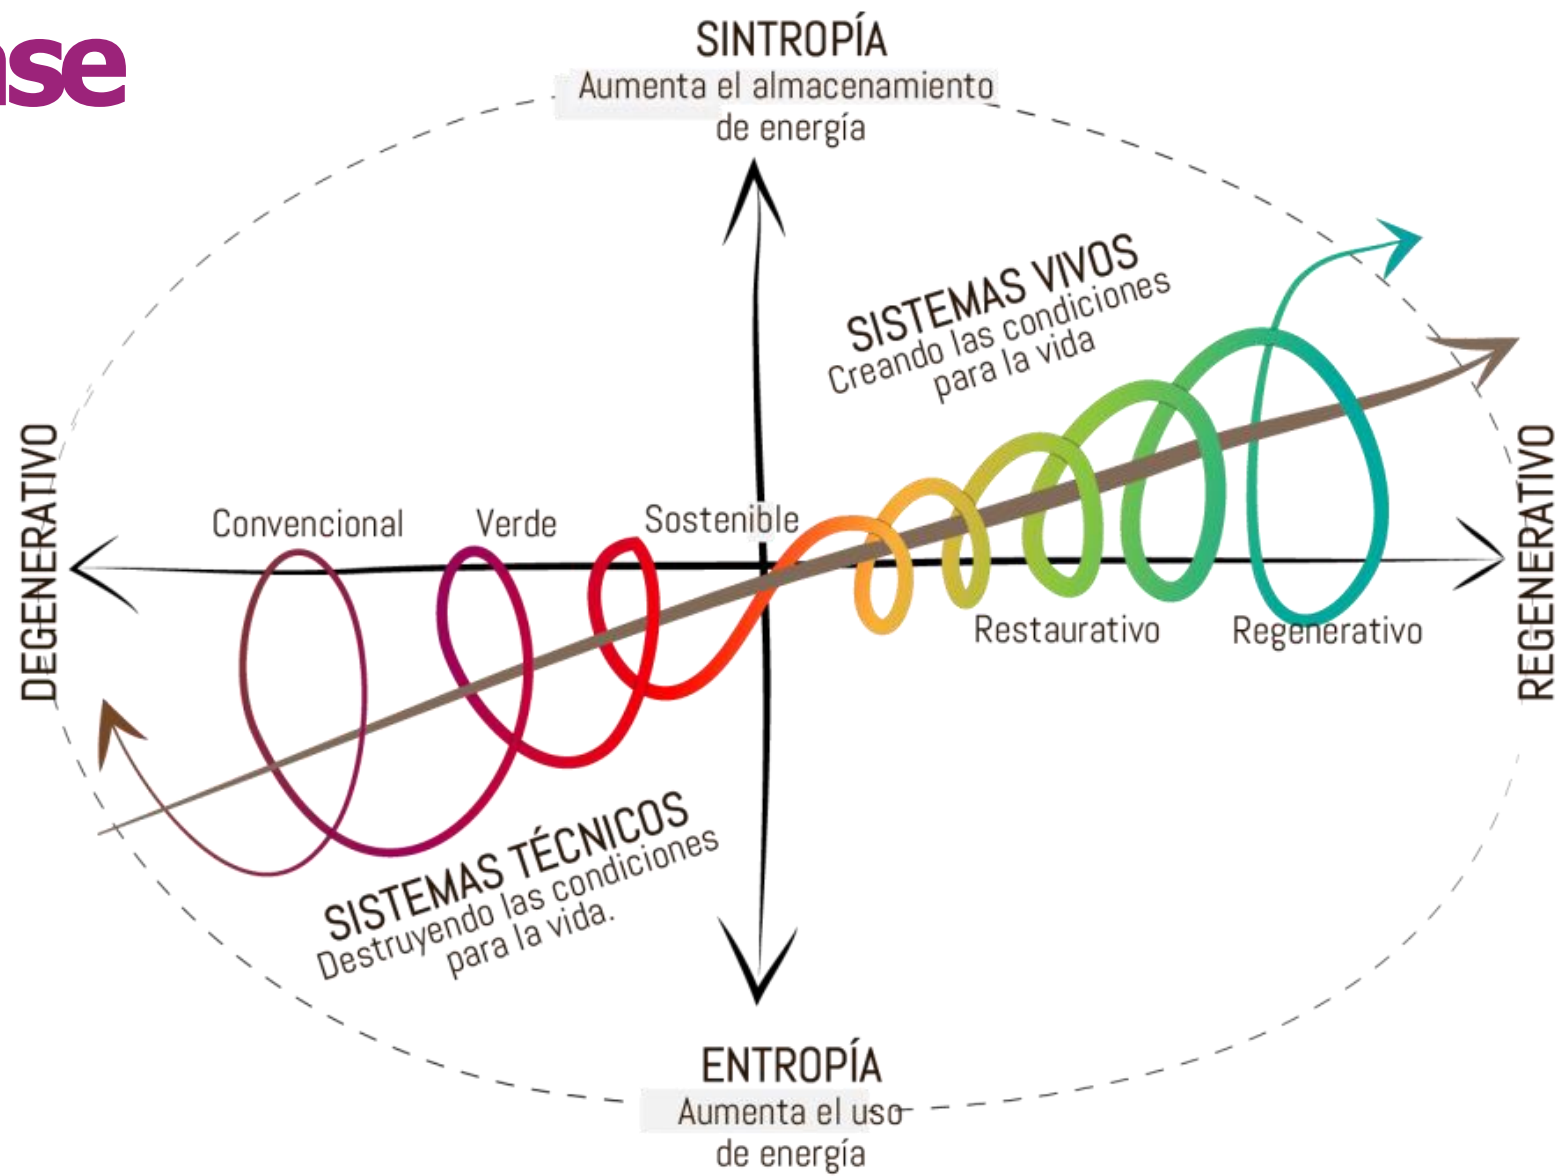 SINTROPÍA
Aumenta el almacenamiento
de energía
SISTEMAS VIVOS
Creando las condiciones
para la vida
DEGENERATIVO
Convencional
Verde
Sostenible
REGENERATIVO
Restaurativo
Regenerativo
SISTEMAS TÉCNICOS
Destruyendo las condiciones
para la vida.
ENTROPÍA
Aumenta el uso
de energía